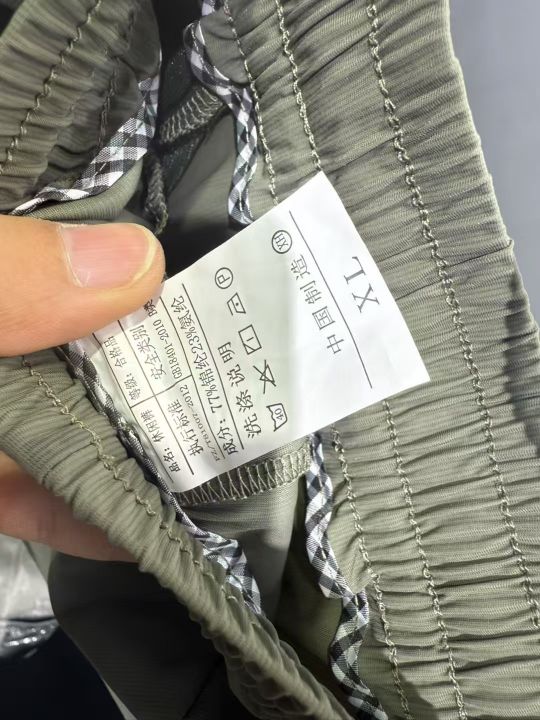 品名: 休闲裤 等级: 合格品
执行标准 安全类别
FZ/T81007-2012 GB18401-2010
成分: 77%锦纶23%氨纶
洗涤说明
40 P
中国制造 XII
XL